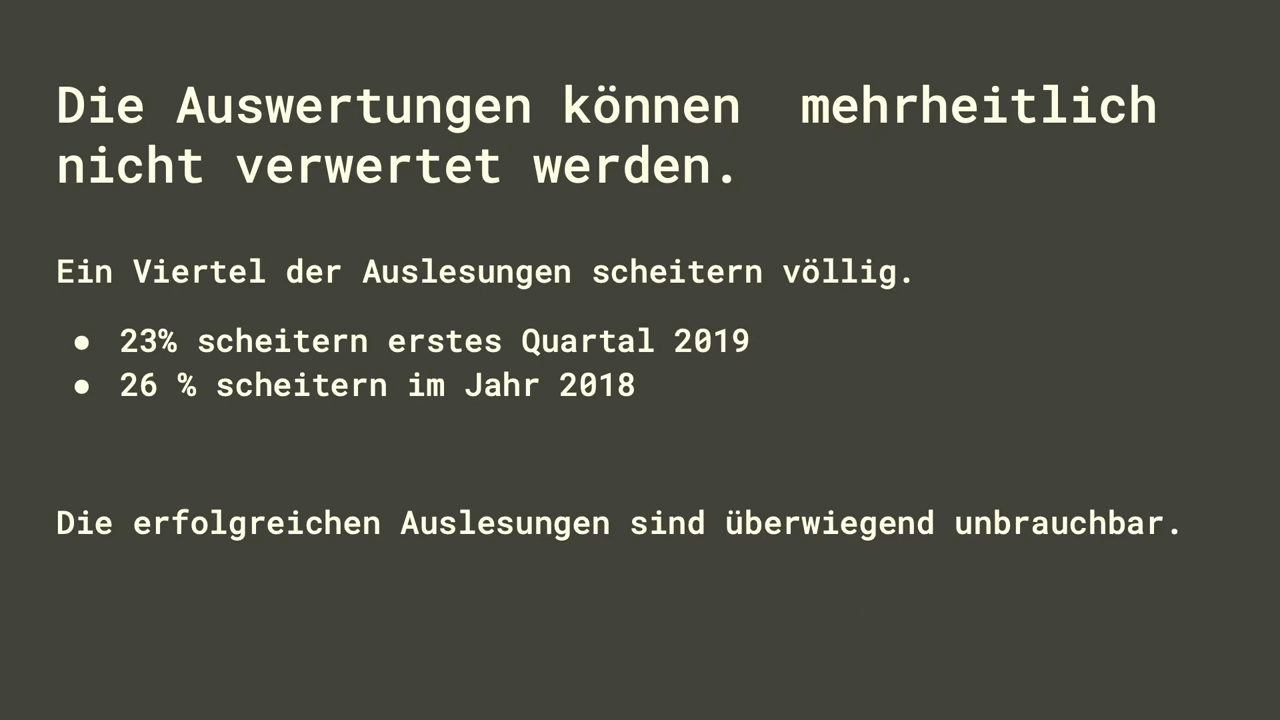 Die Auswertungen können  mehrheitlich
nicht verwertet werden.
Ein Viertel der Auslesungen scheitern völlig.
● 23% scheitern erstes Quartal 2019
● 26 % scheitern im Jahr 2018
Die erfolgreichen Auslesungen sind überwiegend unbrauchbar.